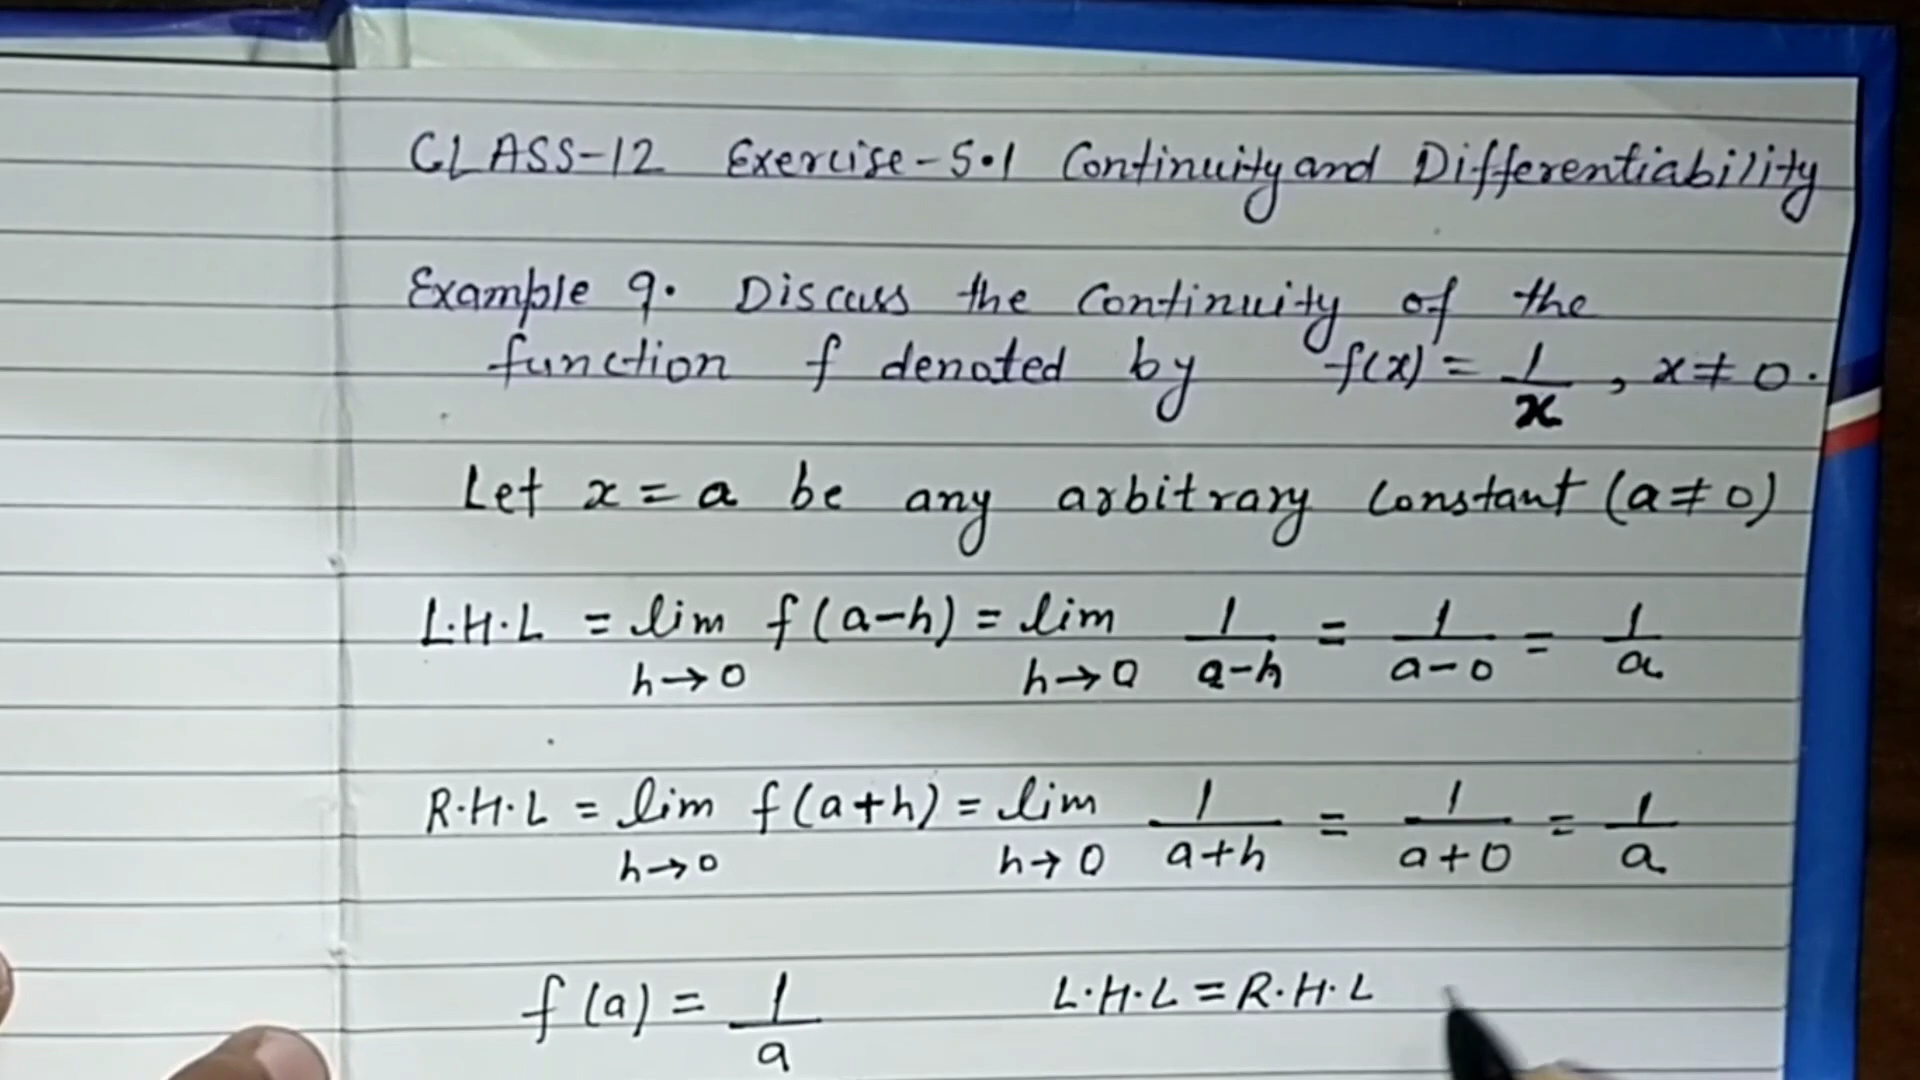 CLASS-12 Exercise-5.1 Continuity and Differentiability
Example 9. Discuss the Continuity of the
function f denoted by f(x) = 1/x , x ≠ 0.
Let x = a be any arbitrary Constant (a ≠ 0)
L.H.L = lim h→0 f(a-h) = lim h→0 1/(a-h) = 1/(a-0) = 1/a
R.H.L = lim h→0 f(a+h) = lim h→0 1/(a+h) = 1/(a+0) = 1/a
f(a) = 1/a L.H.L = R.H.L